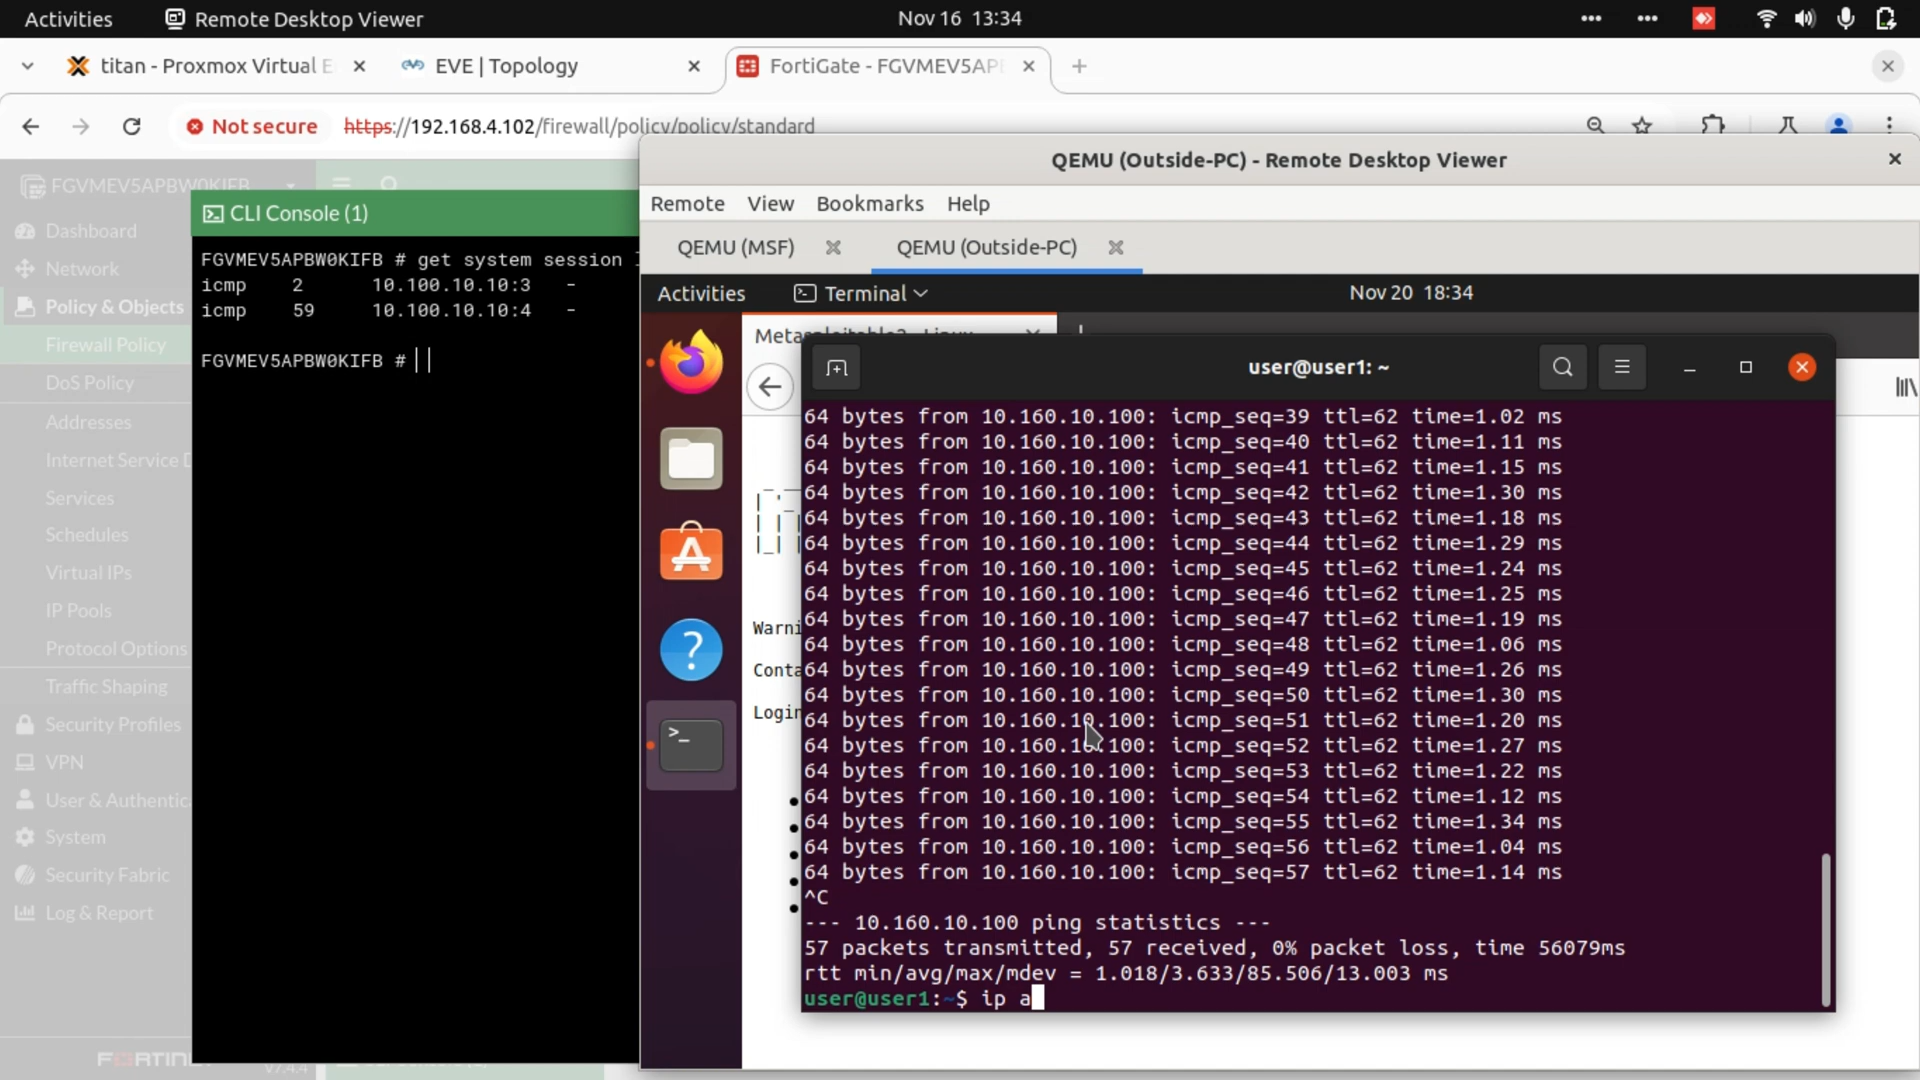 Activities
Remote Desktop Viewer
Nov 16 13:34
titan - Proxmox Virtual E
EVE | Topology
FortiGate - FGVMEV5AP
Not secure
https://192.168.4.102/firewall/policy/policy/standard
FGVMEV5APBW0KIFB
Dashboard
Network
Policy & Objects
Firewall Policy
DoS Policy
Addresses
Internet Service D
Services
Schedules
Virtual IPs
IP Pools
Protocol Options
Traffic Shaping
Security Profiles
VPN
User & Authentic
System
Security Fabric
Log & Report
v7.4.4
CLI Console (1)
FGVMEV5APBW0KIFB # get system session
icmp 2 10.100.10.10:3 -
icmp 59 10.100.10.10:4 -
FGVMEV5APBW0KIFB #
QEMU (Outside-PC) - Remote Desktop Viewer
Remote View Bookmarks Help
QEMU (MSF)
QEMU (Outside-PC)
Activities
Terminal
Nov 20 18:34
Metasploitable2 - Linux
Warni
Conta
Login
user@user1: ~
64 bytes from 10.160.10.100: icmp_seq=39 ttl=62 time=1.02 ms
64 bytes from 10.160.10.100: icmp_seq=40 ttl=62 time=1.11 ms
64 bytes from 10.160.10.100: icmp_seq=41 ttl=62 time=1.15 ms
64 bytes from 10.160.10.100: icmp_seq=42 ttl=62 time=1.30 ms
64 bytes from 10.160.10.100: icmp_seq=43 ttl=62 time=1.18 ms
64 bytes from 10.160.10.100: icmp_seq=44 ttl=62 time=1.29 ms
64 bytes from 10.160.10.100: icmp_seq=45 ttl=62 time=1.24 ms
64 bytes from 10.160.10.100: icmp_seq=46 ttl=62 time=1.25 ms
64 bytes from 10.160.10.100: icmp_seq=47 ttl=62 time=1.19 ms
64 bytes from 10.160.10.100: icmp_seq=48 ttl=62 time=1.06 ms
64 bytes from 10.160.10.100: icmp_seq=49 ttl=62 time=1.26 ms
64 bytes from 10.160.10.100: icmp_seq=50 ttl=62 time=1.30 ms
64 bytes from 10.160.10.100: icmp_seq=51 ttl=62 time=1.20 ms
64 bytes from 10.160.10.100: icmp_seq=52 ttl=62 time=1.27 ms
64 bytes from 10.160.10.100: icmp_seq=53 ttl=62 time=1.22 ms
64 bytes from 10.160.10.100: icmp_seq=54 ttl=62 time=1.12 ms
64 bytes from 10.160.10.100: icmp_seq=55 ttl=62 time=1.34 ms
64 bytes from 10.160.10.100: icmp_seq=56 ttl=62 time=1.04 ms
64 bytes from 10.160.10.100: icmp_seq=57 ttl=62 time=1.14 ms
^C
--- 10.160.10.100 ping statistics ---
57 packets transmitted, 57 received, 0% packet loss, time 56079ms
rtt min/avg/max/mdev = 1.018/3.633/85.506/13.003 ms
user@user1:~$ ip a